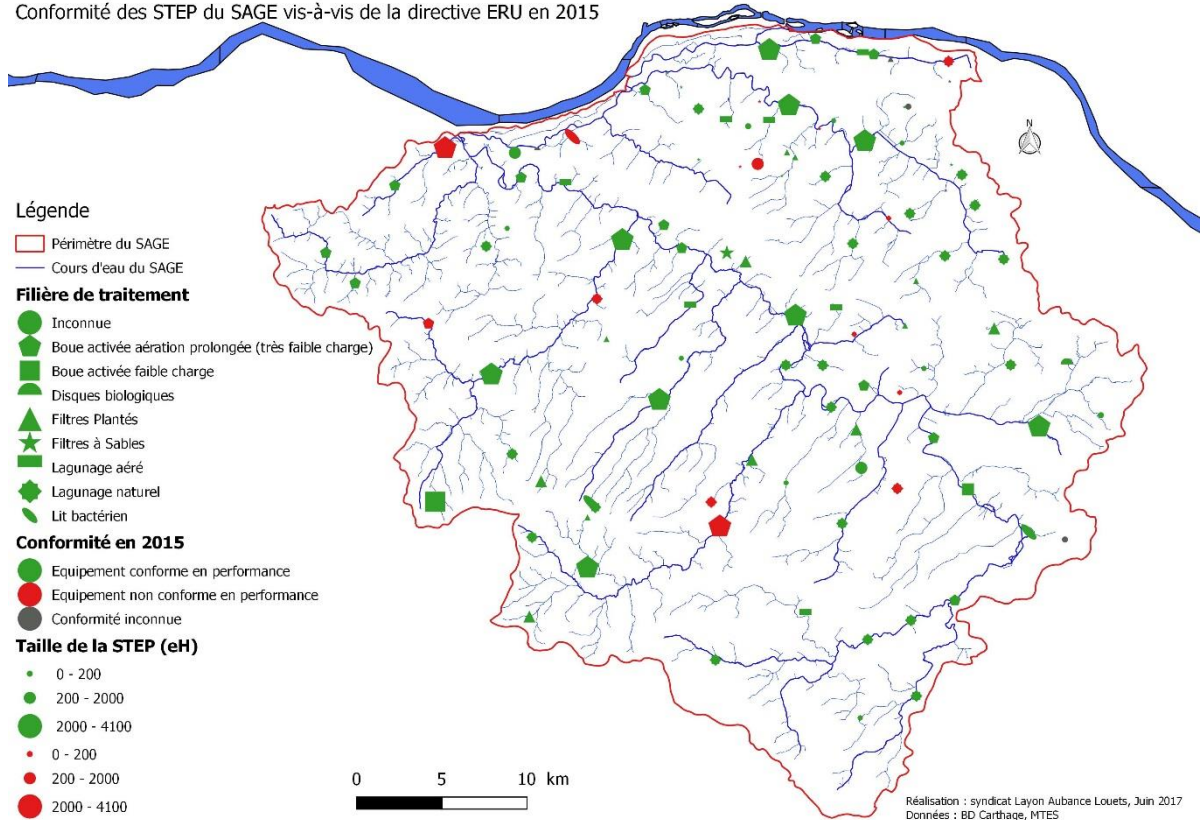 Conformité des STEP du SAGE vis-à-vis de la directive ERU en 2015
N
Légende
Périmètre du SAGE
Cours d'eau du SAGE
Filière de traitement
Inconnue
Boue activée aération prolongée (très faible charge)
Boue activée faible charge
Disques biologiques
Filtres Plantés
Filtres à Sables
Lagunage aéré
Lagunage naturel
Lit bactérien
Conformité en 2015
Equipement conforme en performance
Equipement non conforme en performance
Conformité inconnue
Taille de la STEP (eH)
0 - 200
200 - 2000
2000 - 4100
0 - 200
200 - 2000
2000 - 4100
0 5 10 km
Réalisation : syndicat Layon Aubance Louets, Juin 2017
Données : BD Carthage, MTES